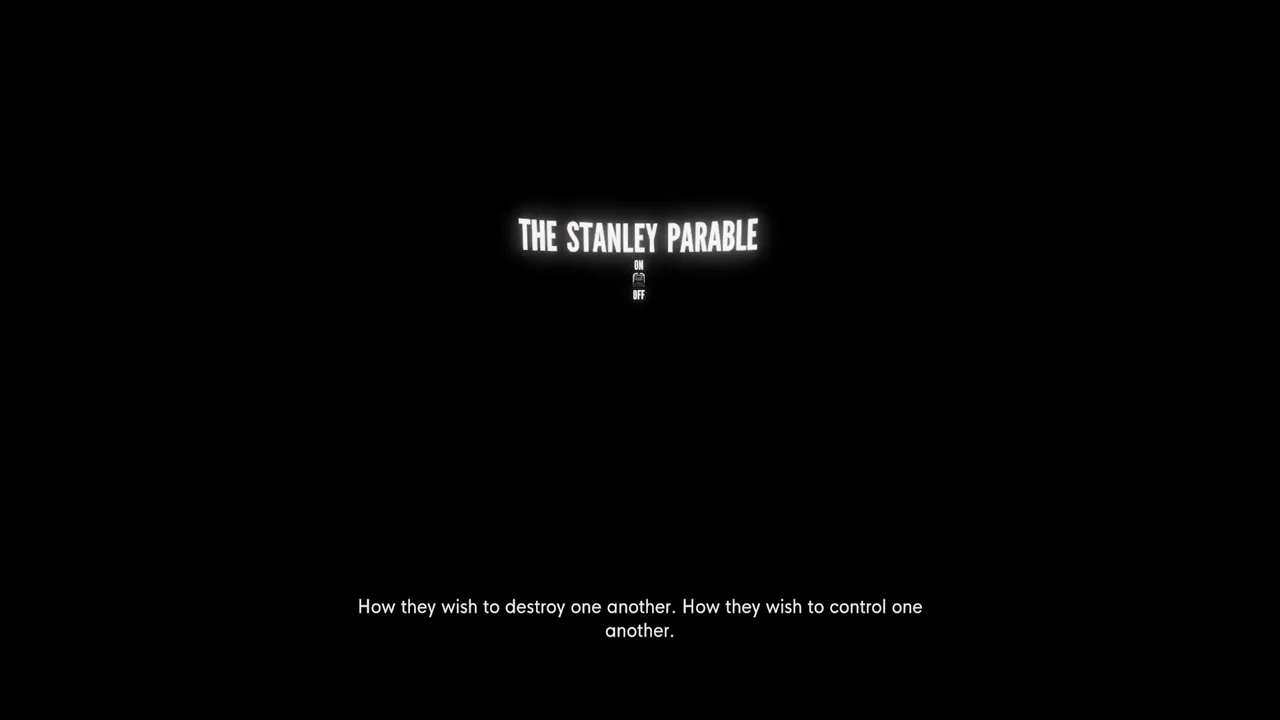 THE STANLEY PARABLE
ON
OFF
How they wish to destroy one another. How they wish to control one
another.